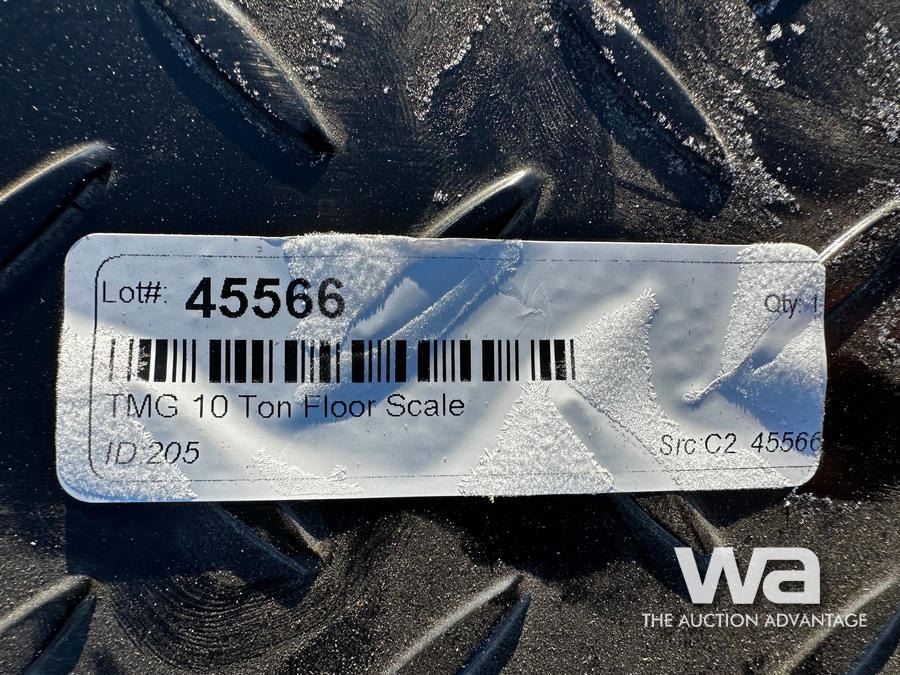 Lot#: 45566
Qty: 1
TMG 10 Ton Floor Scale
ID 205
Src:C2 45566
wa
THE AUCTION ADVANTAGE